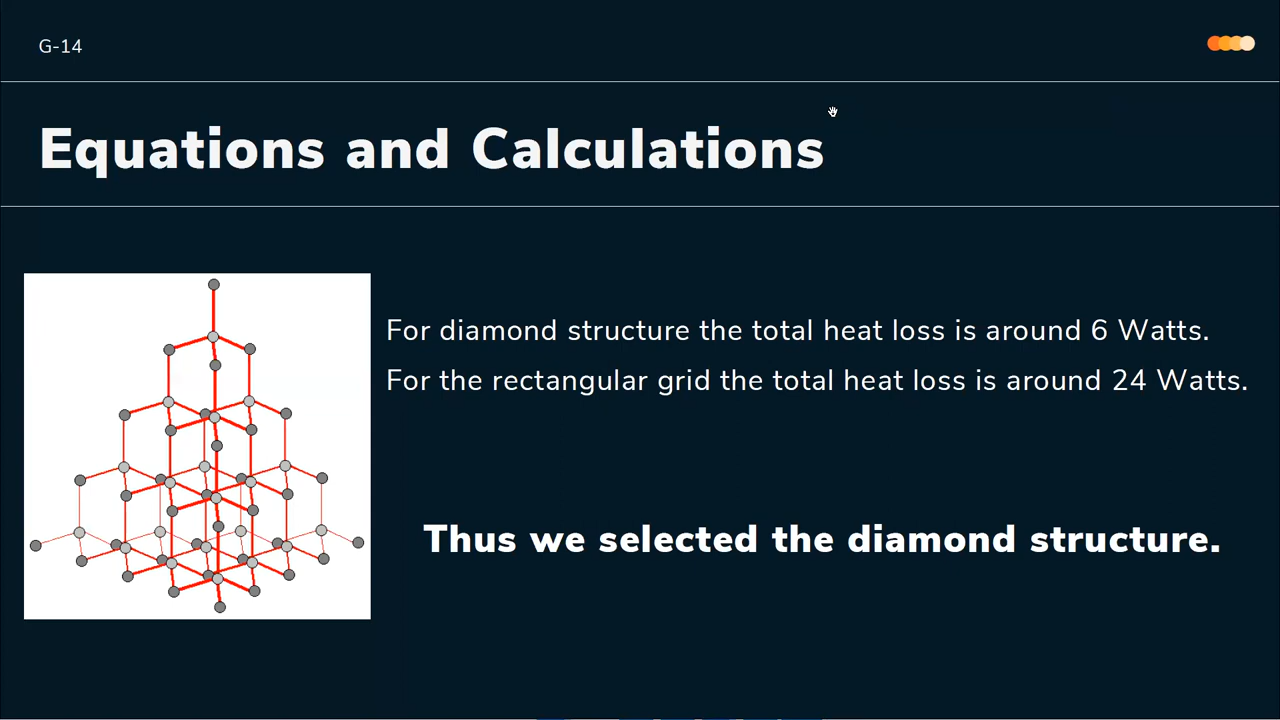 G-14
Equations and Calculations
For diamond structure the total heat loss is around 6 Watts.
For the rectangular grid the total heat loss is around 24 Watts.
Thus we selected the diamond structure.